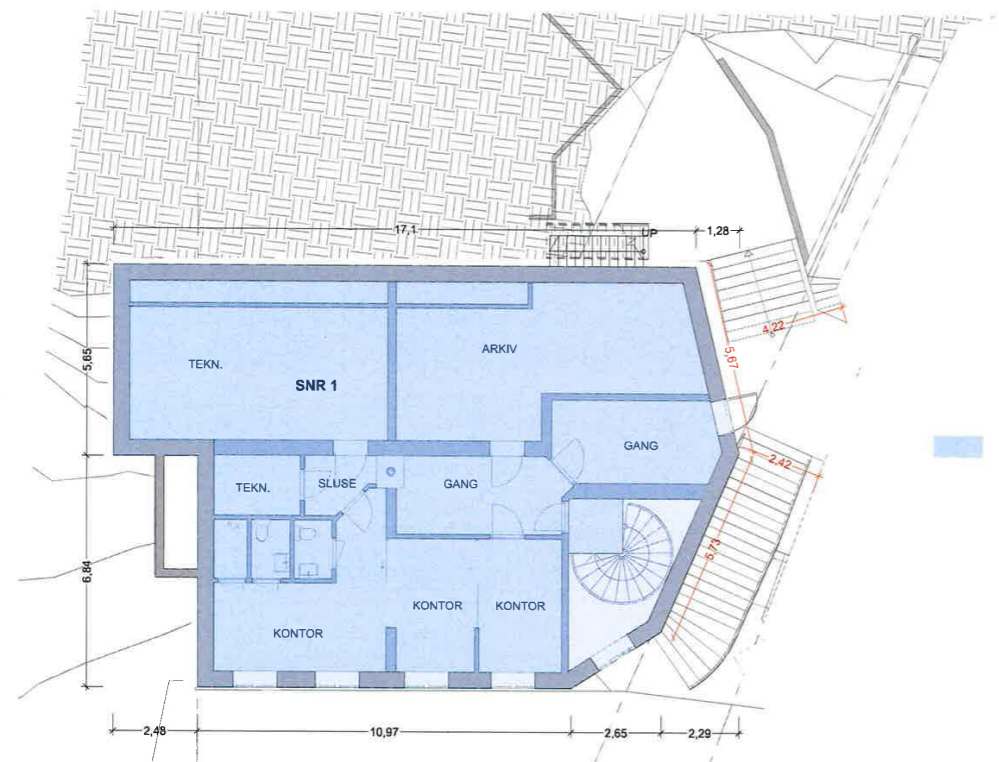 17,1
UP
1,28
4,22
5,67
5,65
ARKIV
TEKN.
SNR 1
GANG
2,42
TEKN.
SLUSE
GANG
5,73
6,84
KONTOR
KONTOR
KONTOR
2,48
10,97
2,65
2,29